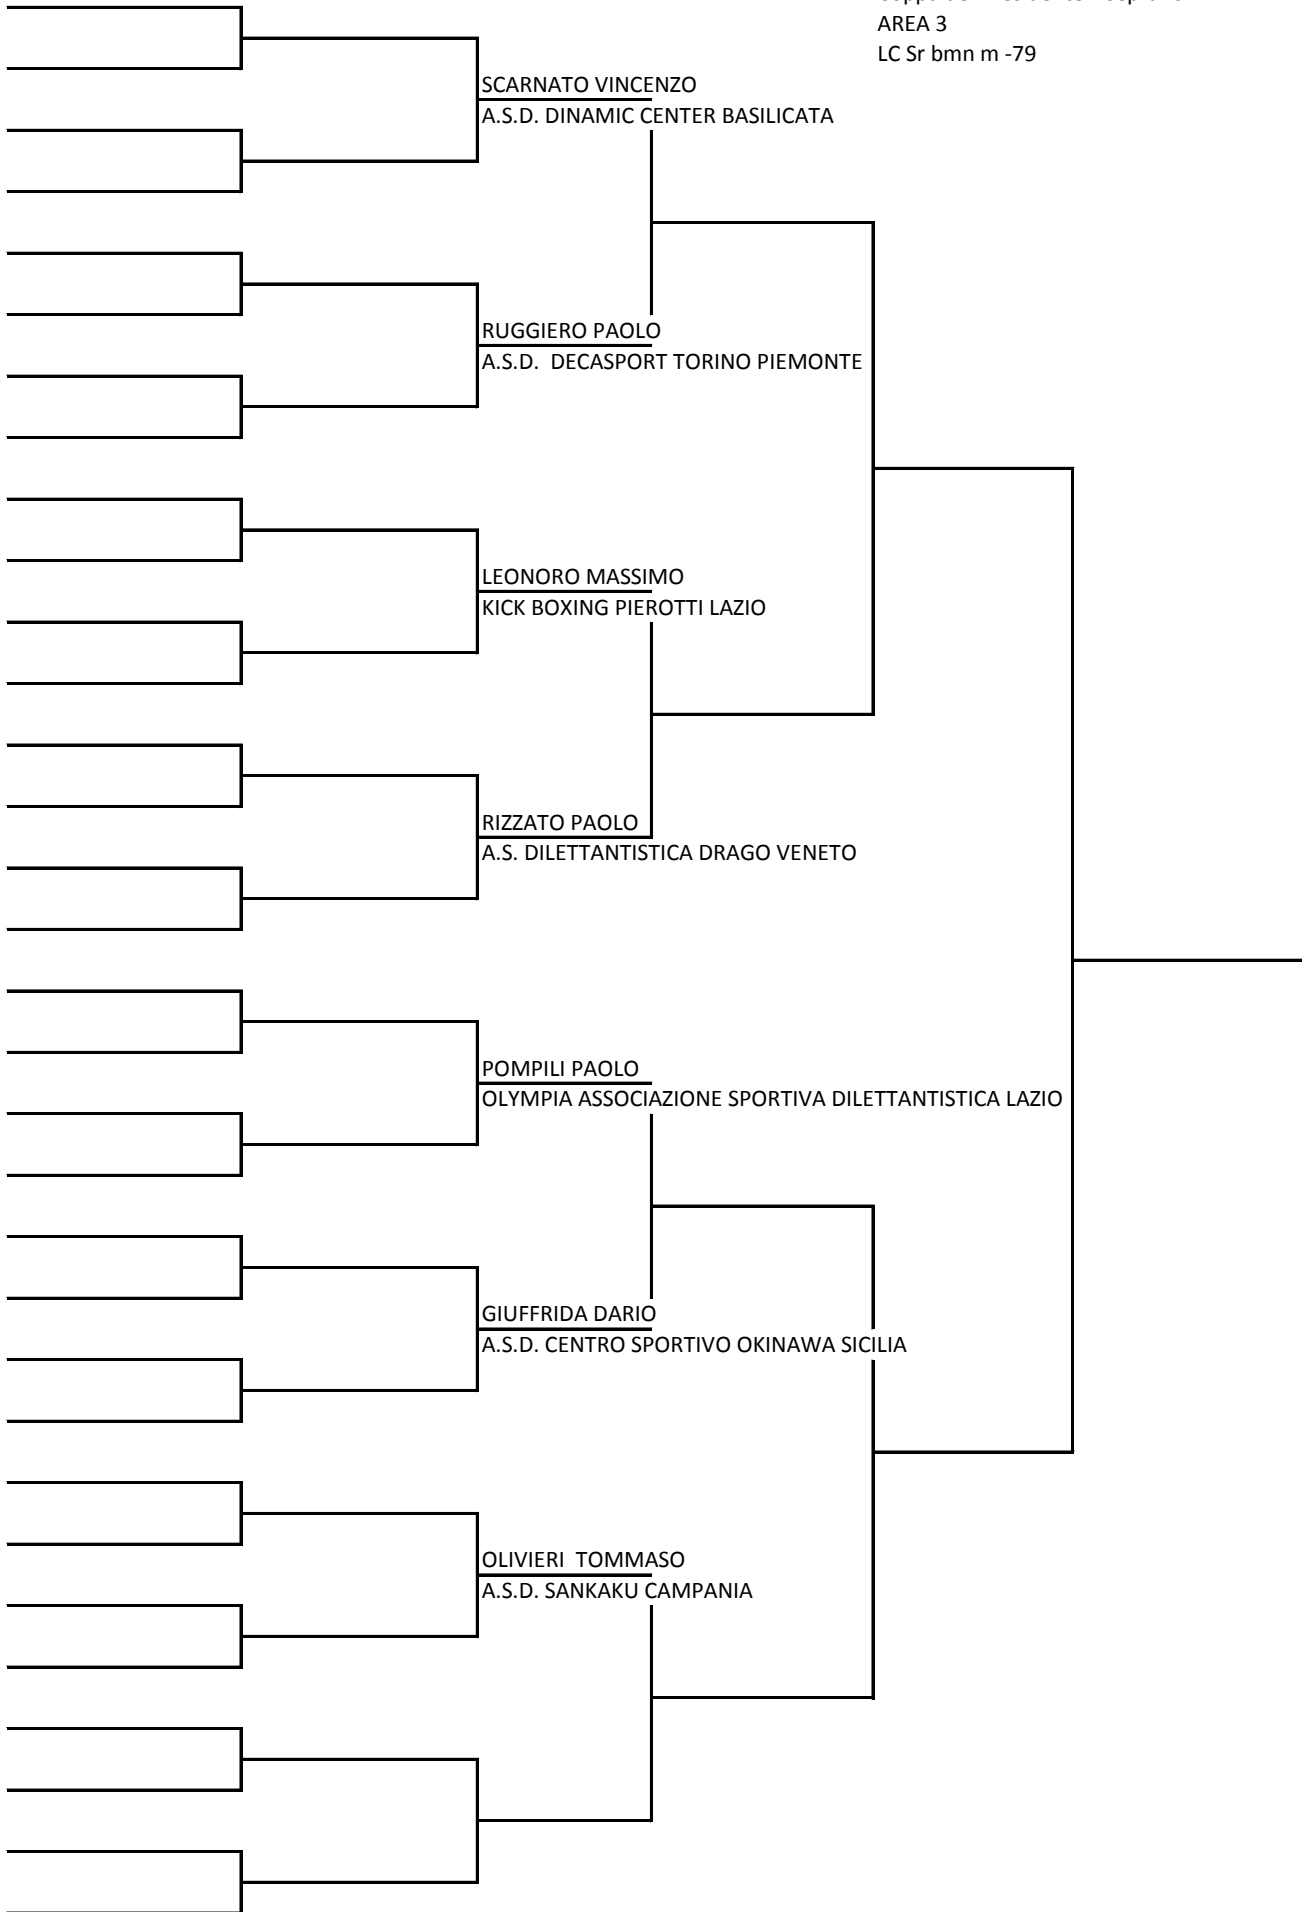 AREA 3
LC Sr bmn m -79
SCARNATO VINCENZO
A.S.D. DINAMIC CENTER BASILICATA
RUGGIERO PAOLO
A.S.D.  DECASPORT TORINO PIEMONTE
LEONORO MASSIMO
KICK BOXING PIEROTTI LAZIO
RIZZATO PAOLO
A.S. DILETTANTISTICA DRAGO VENETO
POMPILI PAOLO
OLYMPIA ASSOCIAZIONE SPORTIVA DILETTANTISTICA LAZIO
GIUFFRIDA DARIO
A.S.D. CENTRO SPORTIVO OKINAWA SICILIA
OLIVIERI  TOMMASO
A.S.D. SANKAKU CAMPANIA